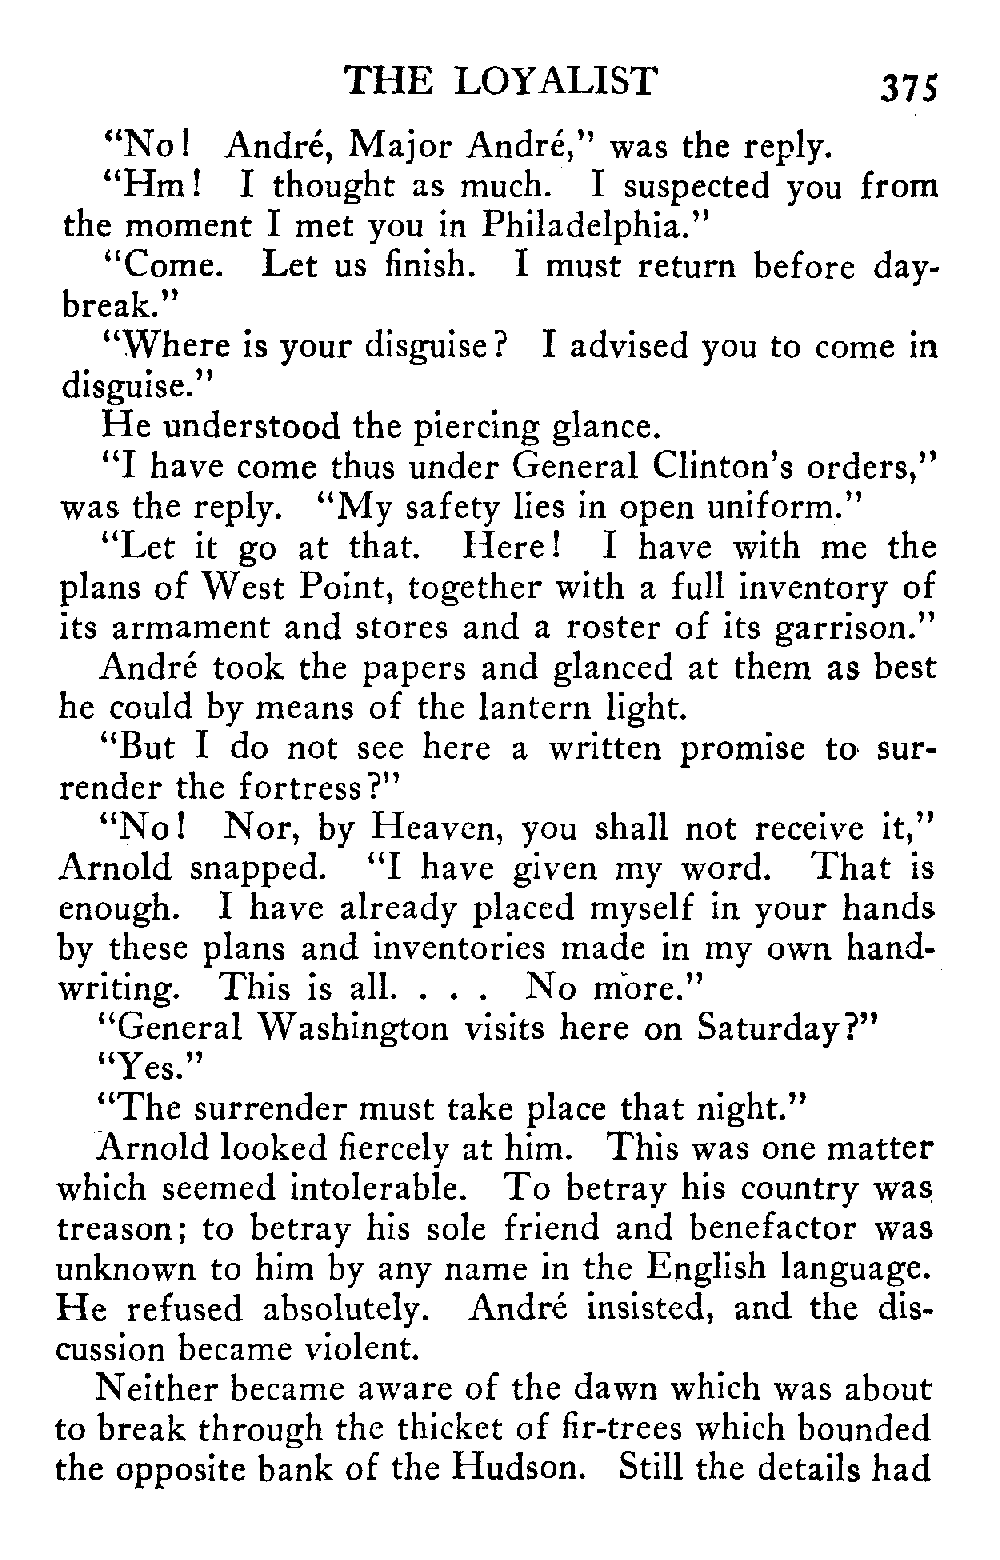 THE LOYALIST 375
“No! André, Major André,” was the reply.
“Hm! I thought as much. I suspected you from
the moment I met you in Philadelphia.”
“Come. Let us finish. I must return before day-
break.”
“Where is your disguise? I advised you to come in
disguise.”
He understood the piercing glance.
“I have come thus under General Clinton’s orders,”
was the reply. “My safety lies in open uniform.”
“Let it go at that. Here! I have with me the
plans of West Point, together with a full inventory of
its armament and stores and a roster of its garrison.”
André took the papers and glanced at them as best
he could by means of the lantern light.
“But I do not see here a written promise to sur-
render the fortress?”
“No! Nor, by Heaven, you shall not receive it,”
Arnold snapped. “I have given my word. That is
enough. I have already placed myself in your hands
by these plans and inventories made in my own hand-
writing. This is all. . . . No more.”
“General Washington visits here on Saturday?”
“Yes.”
“The surrender must take place that night.”
Arnold looked fiercely at him. This was one matter
which seemed intolerable. To betray his country was
treason; to betray his sole friend and benefactor was
unknown to him by any name in the English language.
He refused absolutely. André insisted, and the dis-
cussion became violent.
Neither became aware of the dawn which was about
to break through the thicket of fir-trees which bounded
the opposite bank of the Hudson. Still the details had